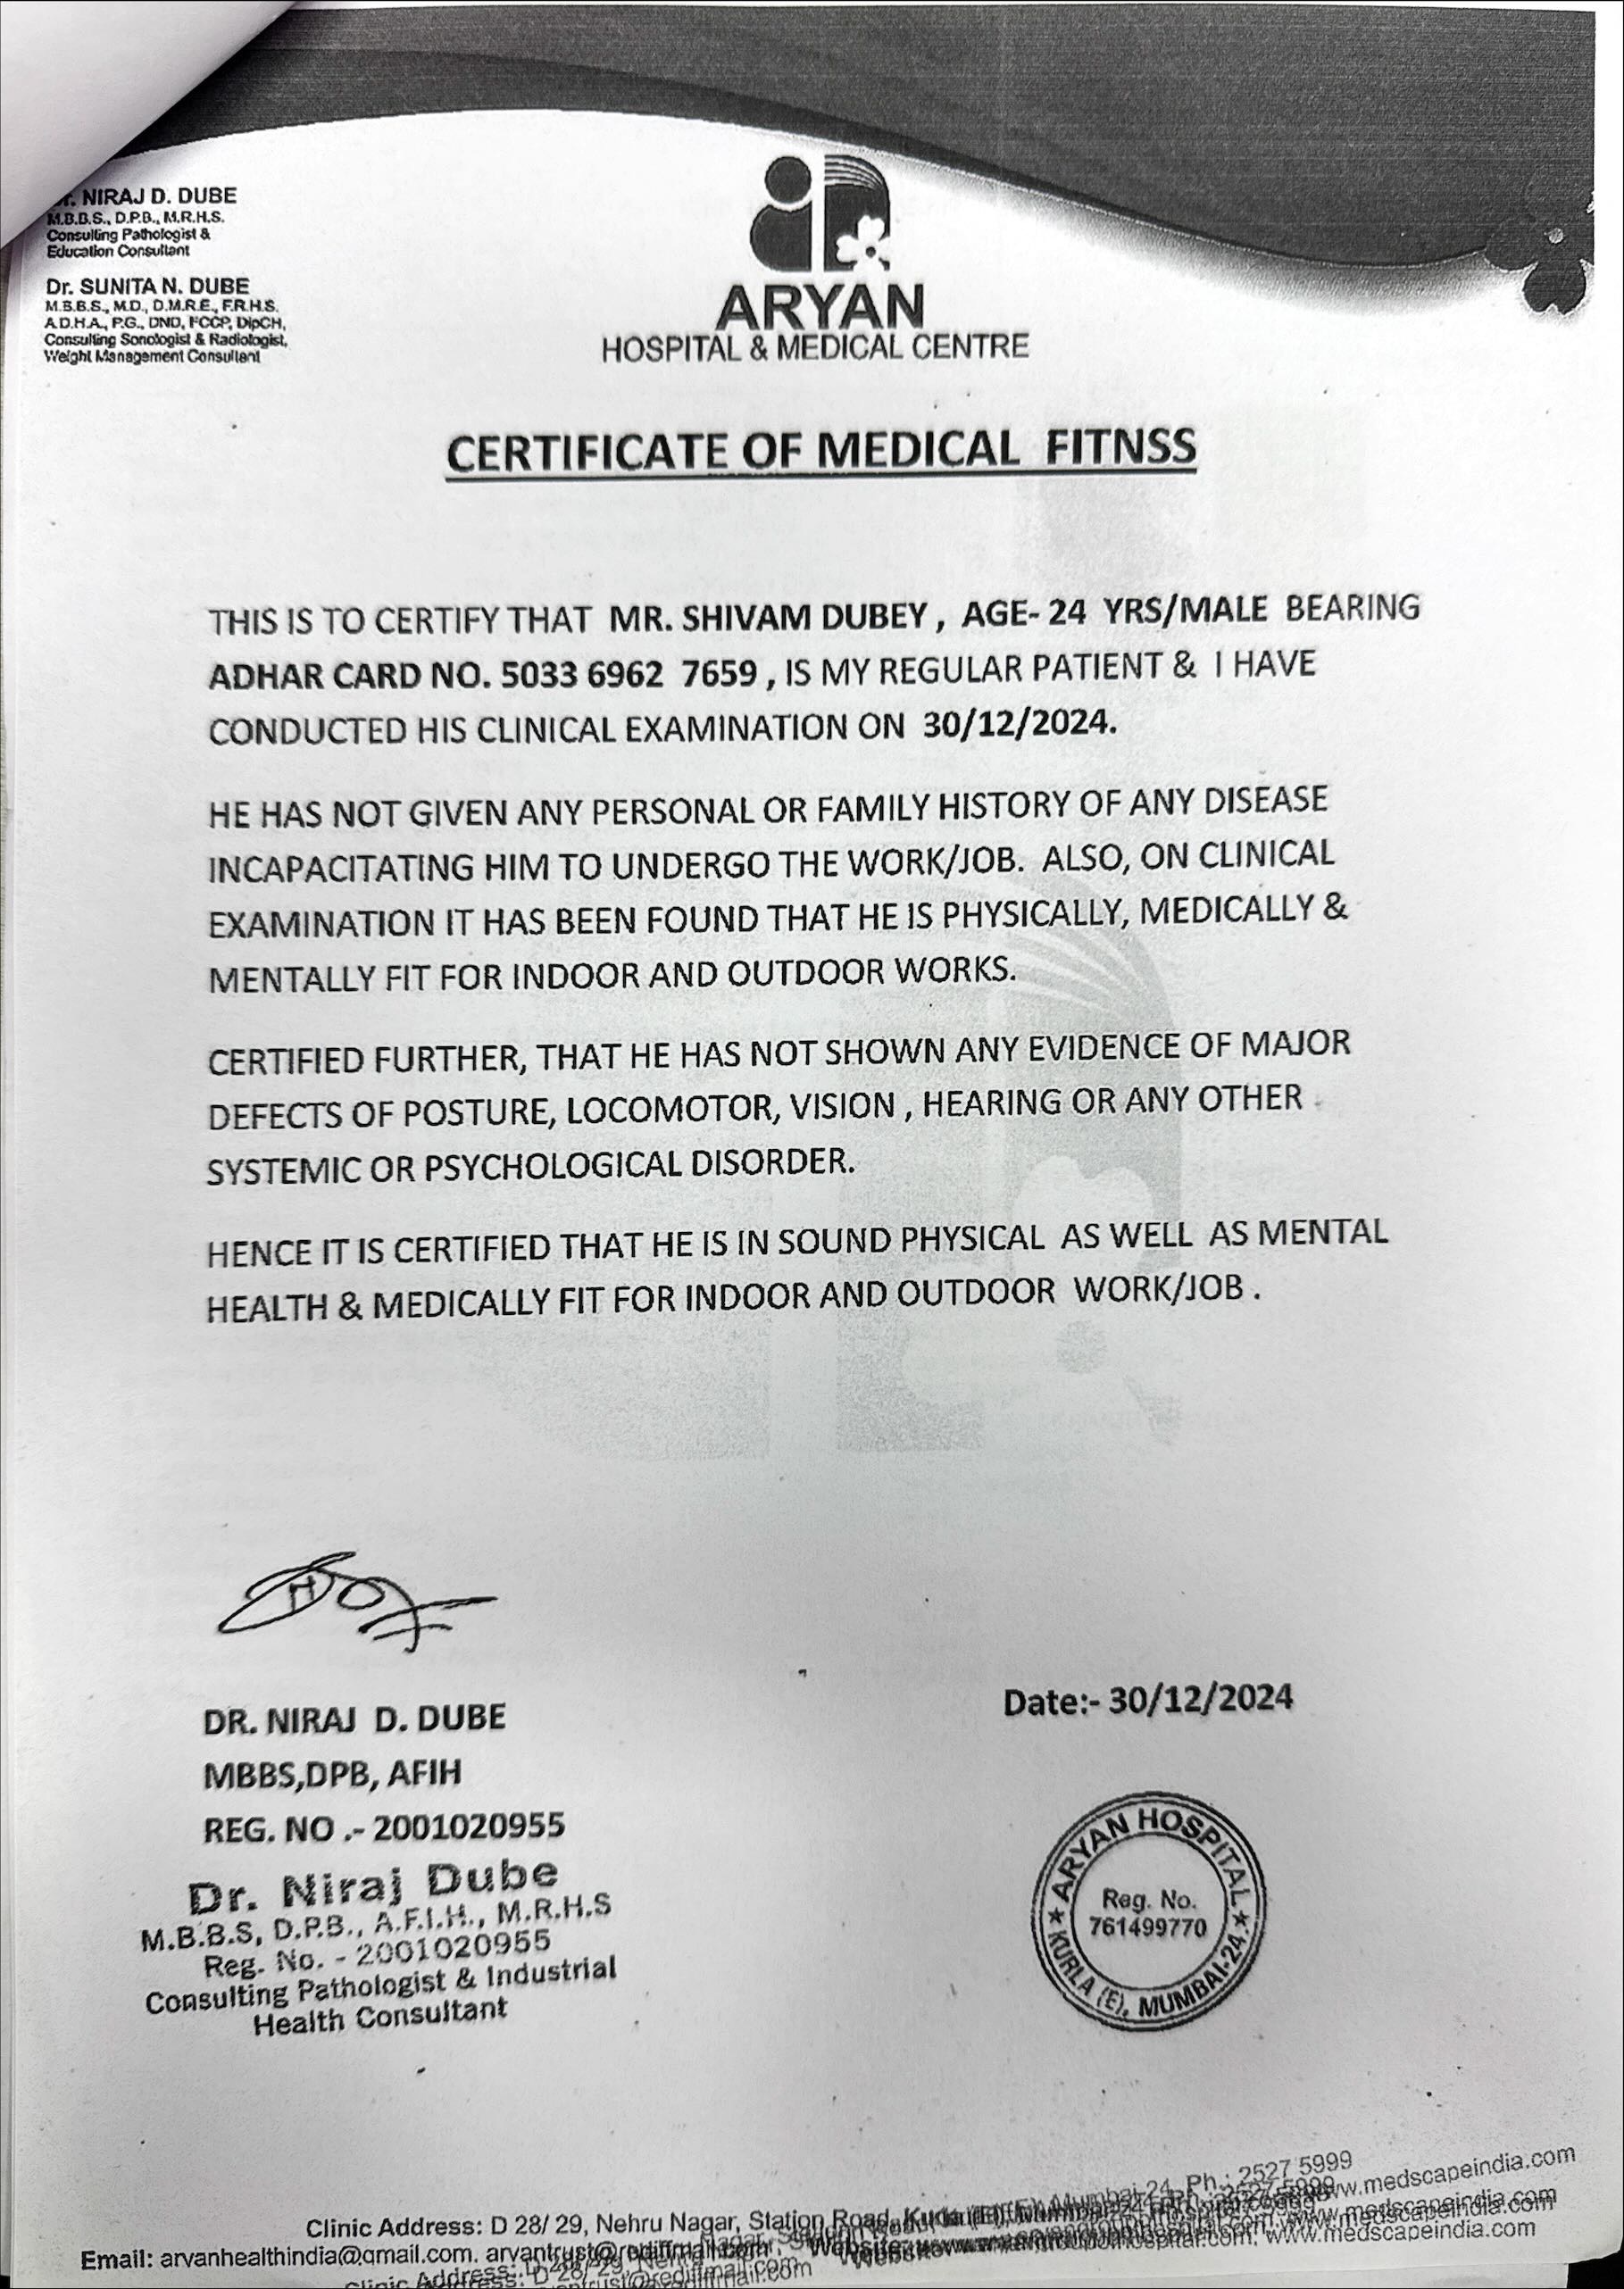 NIRAJ D. DUBE
M.B.B.S., D.P.B., M.R.H.S.
Consulting Pathologist &
Education Consultant
Dr. SUNITA N. DUBE
M.B.B.S., M.D., D.M.R.E., F.R.H.S.
A.D.H.A., P.G., DND, FCCP, DipCH,
Consulting Sonologist & Radiologist,
Weight Management Consultant
ARYAN
HOSPITAL & MEDICAL CENTRE
CERTIFICATE OF MEDICAL FITNSS
THIS IS TO CERTIFY THAT MR. SHIVAM DUBEY , AGE- 24 YRS/MALE BEARING
ADHAR CARD NO. 5033 6962 7659 , IS MY REGULAR PATIENT & I HAVE
CONDUCTED HIS CLINICAL EXAMINATION ON 30/12/2024.
HE HAS NOT GIVEN ANY PERSONAL OR FAMILY HISTORY OF ANY DISEASE
INCAPACITATING HIM TO UNDERGO THE WORK/JOB. ALSO, ON CLINICAL
EXAMINATION IT HAS BEEN FOUND THAT HE IS PHYSICALLY, MEDICALLY &
MENTALLY FIT FOR INDOOR AND OUTDOOR WORKS.
CERTIFIED FURTHER, THAT HE HAS NOT SHOWN ANY EVIDENCE OF MAJOR
DEFECTS OF POSTURE, LOCOMOTOR, VISION , HEARING OR ANY OTHER
SYSTEMIC OR PSYCHOLOGICAL DISORDER.
HENCE IT IS CERTIFIED THAT HE IS IN SOUND PHYSICAL AS WELL AS MENTAL
HEALTH & MEDICALLY FIT FOR INDOOR AND OUTDOOR WORK/JOB .
DR. NIRAJ D. DUBE
MBBS,DPB, AFIH
REG. NO .- 2001020955
Dr. Niraj Dube
M.B.B.S, D.P.B., A.F.I.H., M.R.H.S
Reg. No. - 2001020955
Consulting Pathologist & Industrial
Health Consultant
Date:- 30/12/2024
ARYAN HOSPITAL
Reg. No.
761499770
KURLA (E), MUMBAI-24.
Clinic Address: D 28/ 29, Nehru Nagar, Station Road, Mumbai-24. Ph.: 2527 5999
Email: aryanhealthindia@gmail.com. aryantrust@rediffmail.com Website: www.medscapeindia.com